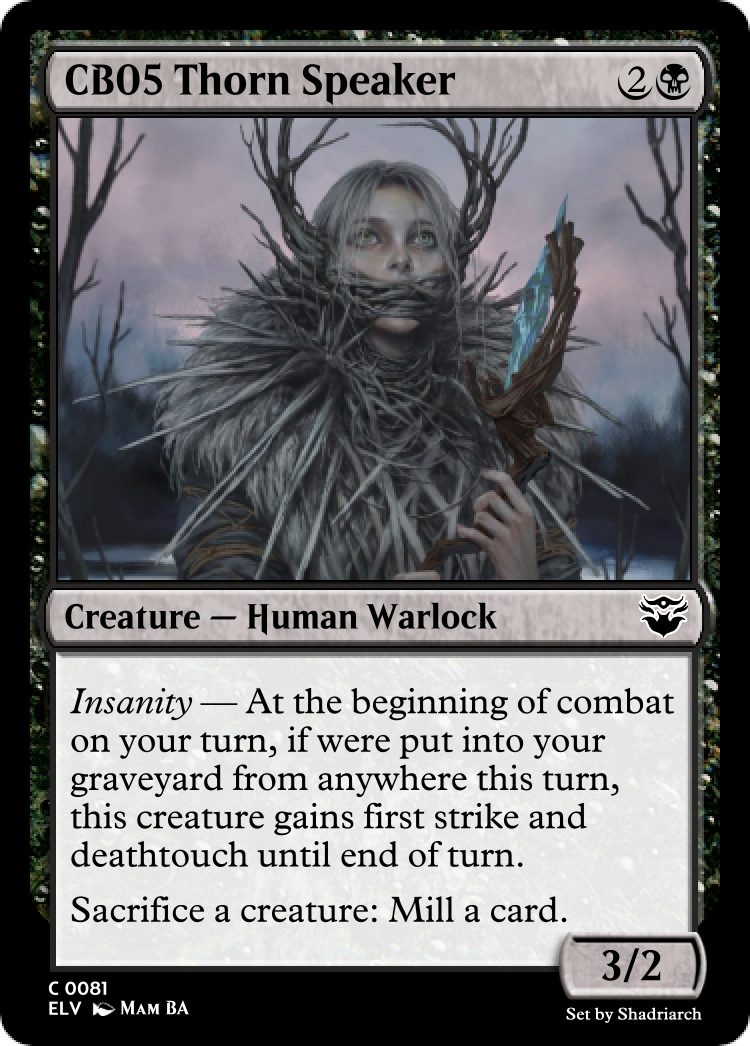 CB05 Thorn Speaker
2
Creature — Human Warlock
Insanity — At the beginning of combat
on your turn, if were put into your
graveyard from anywhere this turn,
this creature gains first strike and
deathtouch until end of turn.
Sacrifice a creature: Mill a card.
3/2
C 0081
ELV Mam BA
Set by Shadriarch